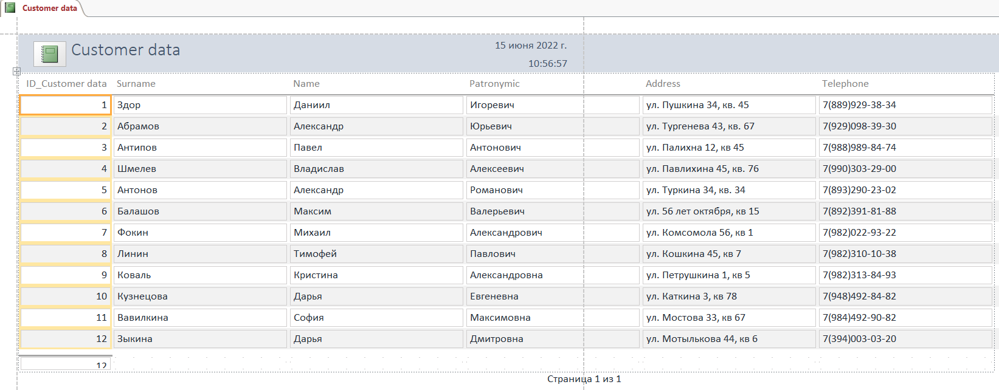 Customer data
Customer data
15 июня 2022 г.
10:56:57
ID_Customer data Surname Name Patronymic Address Telephone
1 Здор Даниил Игоревич ул. Пушкина 34, кв. 45 7(889)929-38-34
2 Абрамов Александр Юрьевич ул. Тургенева 43, кв. 67 7(929)098-39-30
3 Антипов Павел Антонович ул. Палихна 12, кв 45 7(988)989-84-74
4 Шмелев Владислав Алексеевич ул. Павлихина 45, кв. 76 7(990)303-29-00
5 Антонов Александр Романович ул. Туркина 34, кв. 34 7(893)290-23-02
6 Балашов Максим Валерьевич ул. 56 лет октября, кв 15 7(892)391-81-88
7 Фокин Михаил Александрович ул. Комсомола 56, кв 1 7(982)022-93-22
8 Линин Тимофей Павлович ул. Кошкина 45, кв 7 7(982)310-10-38
9 Коваль Кристина Александровна ул. Петрушкина 1, кв 5 7(982)313-84-93
10 Кузнецова Дарья Евгеневна ул. Каткина 3, кв 78 7(948)492-84-82
11 Вавилкина София Максимовна ул. Мостова 33, кв 67 7(984)492-90-82
12 Зыкина Дарья Дмитровна ул. Мотылькова 44, кв 6 7(394)003-03-20
12
Страница 1 из 1